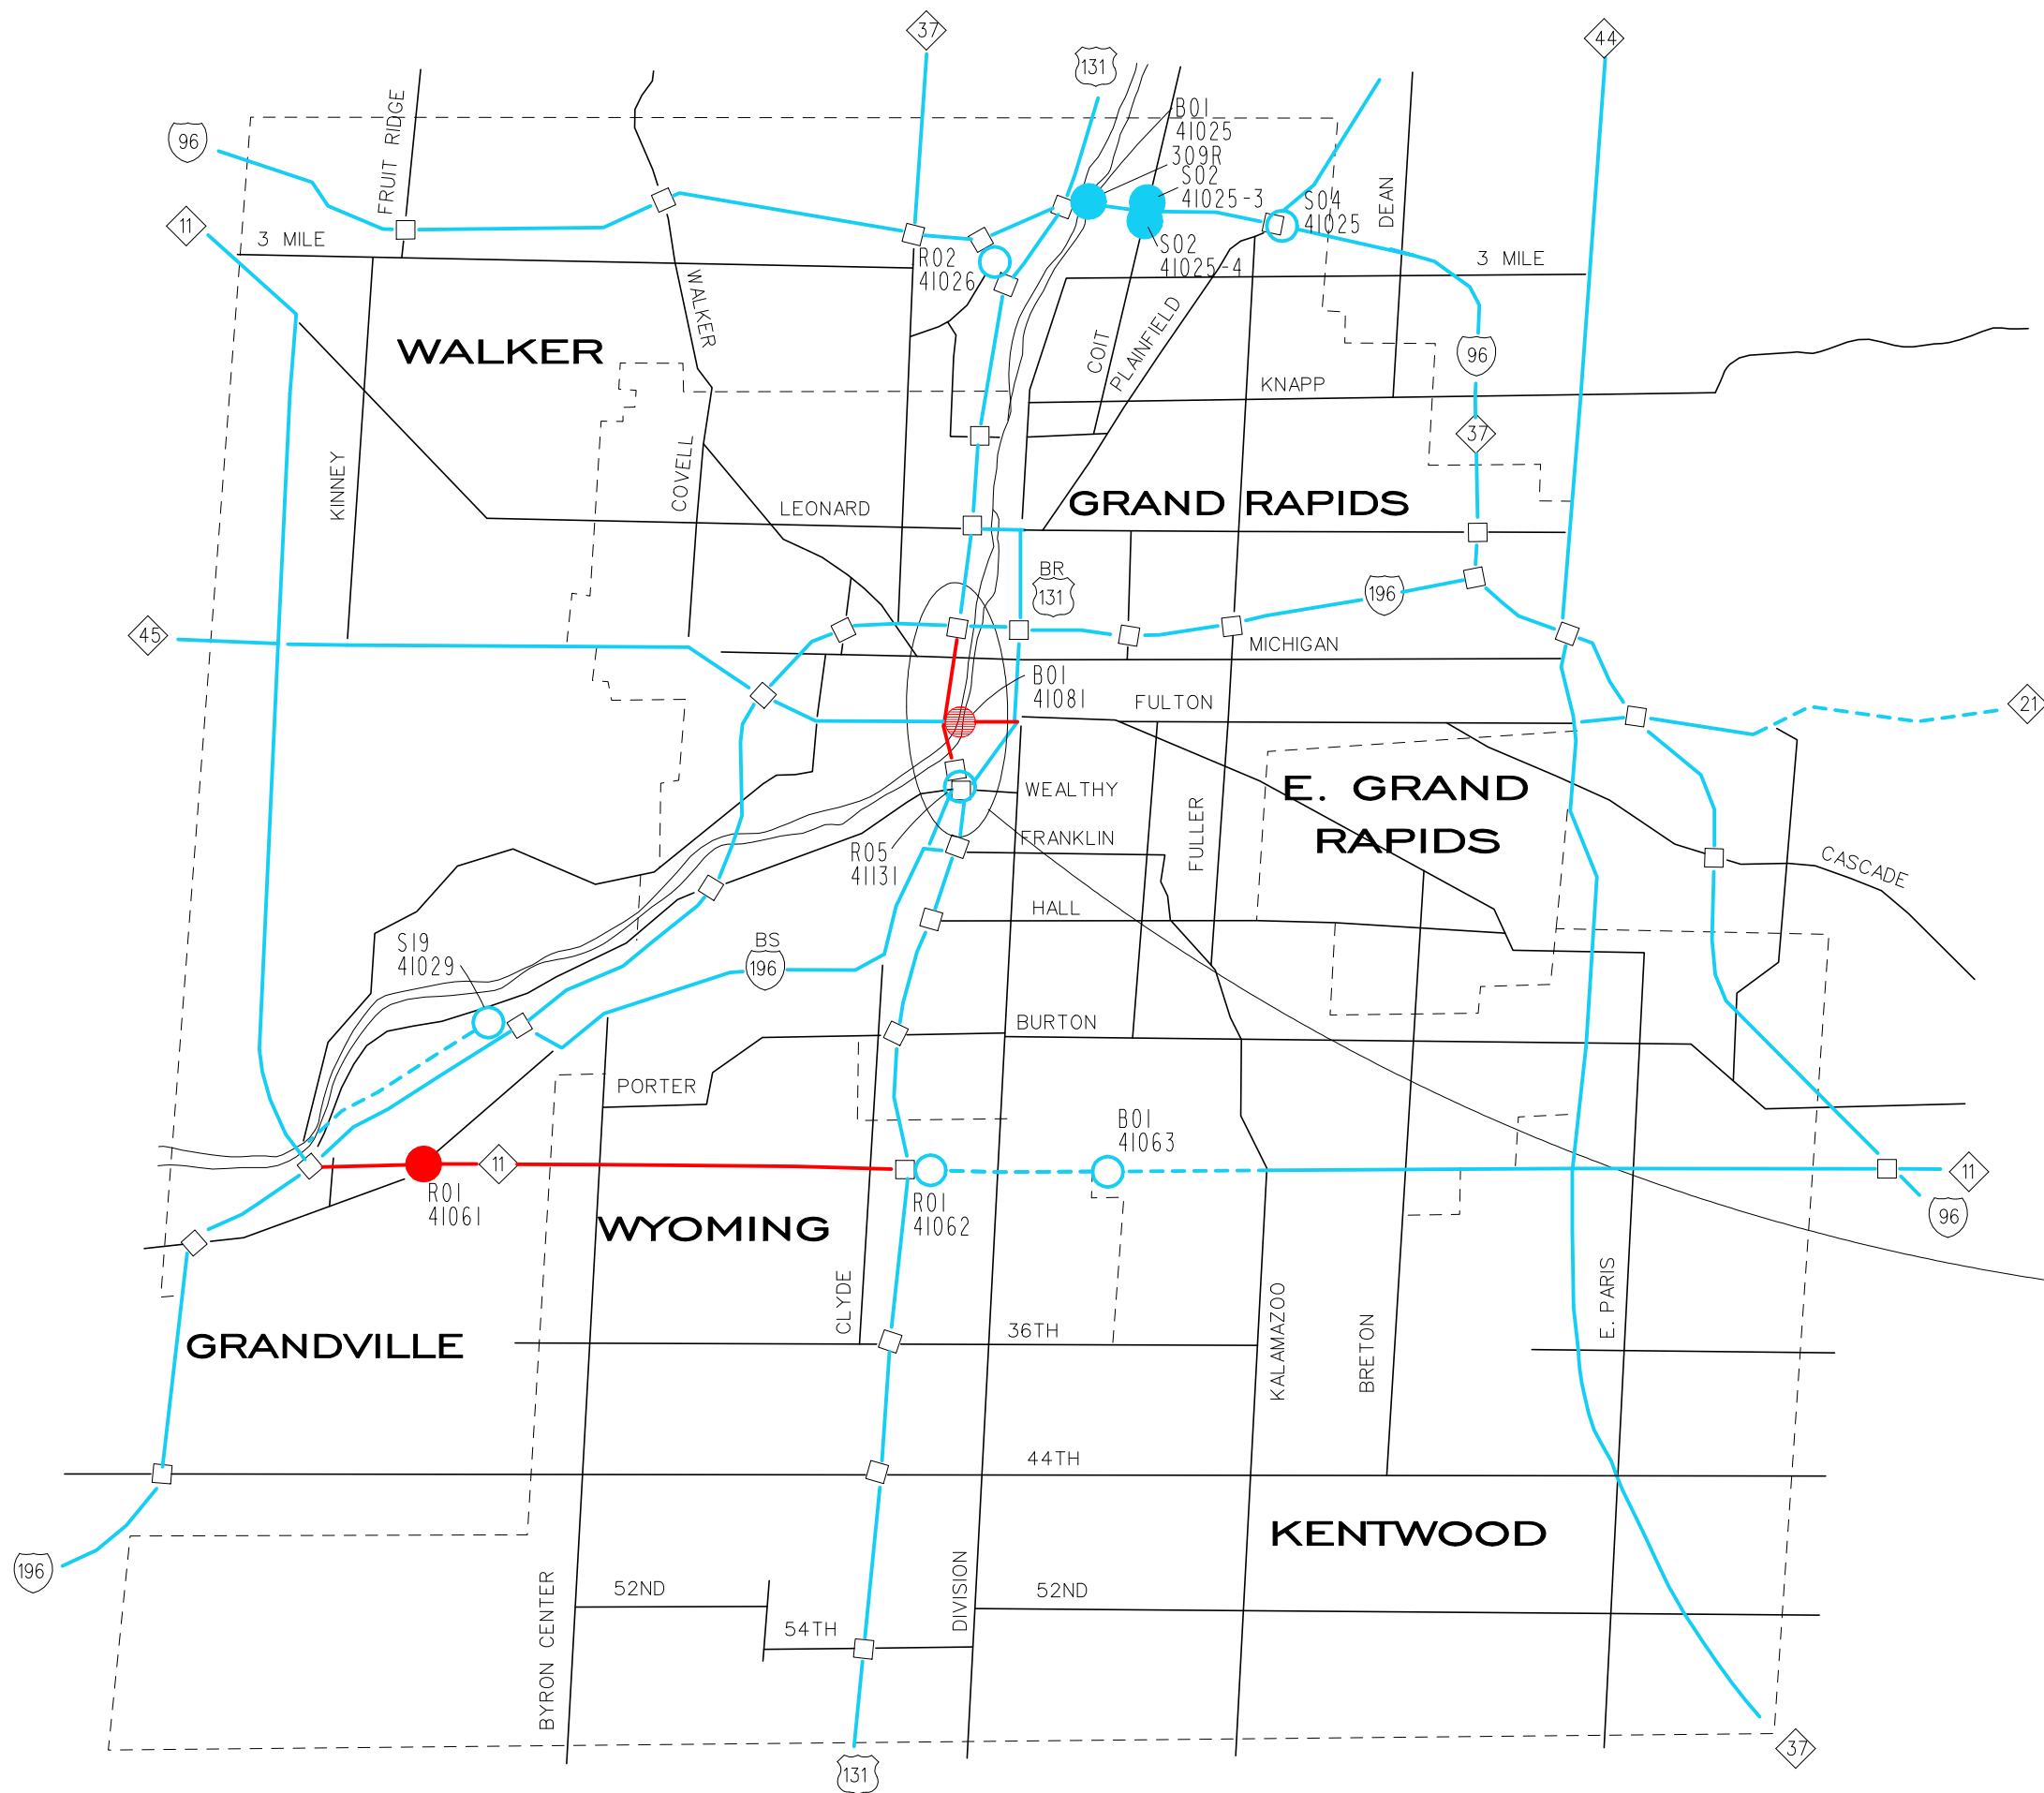 37
44
131
96
FRUIT RIDGE
B01
41025
309R
S02
41025-3
S04
41025
DEAN
11
3 MILE
R02
41026
S02
41025-4
3 MILE
WALKER
WALKER
COIT
PLAINFIELD
96
KNAPP
37
KINNEY
COVELL
LEONARD
GRAND RAPIDS
BR
131
196
45
MICHIGAN
B01
41081
FULTON
21
WEALTHY
E. GRAND
RAPIDS
FULLER
FRANKLIN
R05
41131
CASCADE
HALL
S19
41029
BS
196
BURTON
PORTER
B01
41063
11
11
R01
41061
R01
41062
96
WYOMING
CLYDE
E. PARIS
KALAMAZOO
BRETON
GRANDVILLE
36TH
44TH
KENTWOOD
196
BYRON CENTER
52ND
DIVISION
52ND
54TH
37
131